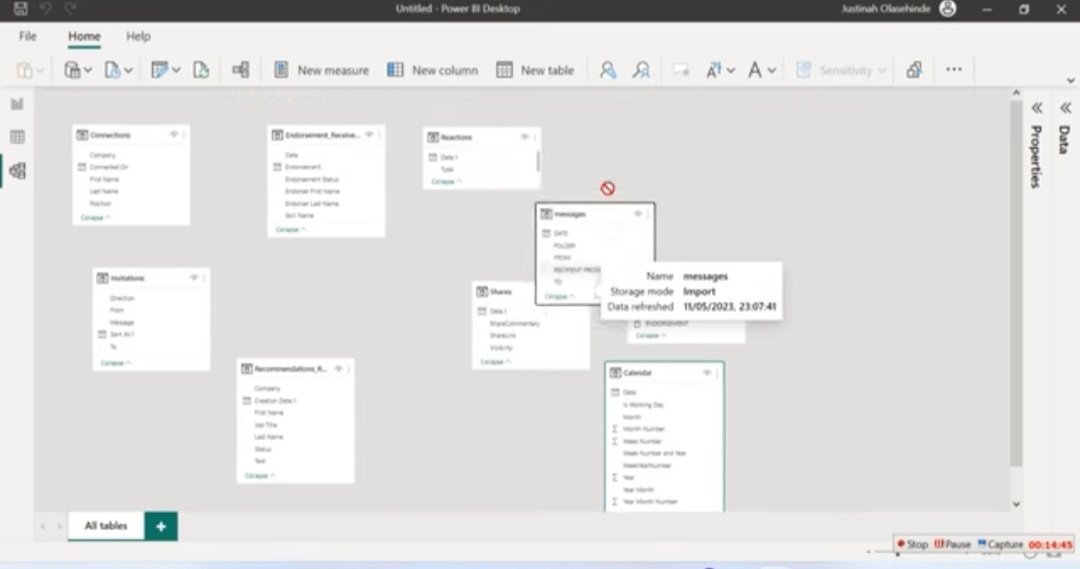 Untitled - Power BI Desktop
Justinah Olasehinde
File
Home
Help
New measure
New column
New table
Sensitivity
Connections
Company
Connected On
First Name
Last Name
Position
Collapse
Endorsement_Receive...
Date
Endorsement
Endorsement Status
Endorser First Name
Endorser Last Name
Skill Name
Collapse
Reactions
Date.1
Type
Collapse
messages
DATE
FOLDER
FROM
RECIPIENT PROFI
TO
Collapse
Name messages
Storage mode Import
Data refreshed 11/05/2023, 23:07:41
Invitations
Direction
From
Message
Sent At.1
To
Collapse
Shares
Date.1
ShareCommentary
ShareLink
Visibility
Collapse
ENDORSEMENT
Collapse
Recommendations_R...
Company
Creation Date.1
First Name
Job Title
Last Name
Status
Text
Collapse
Calendar
Date
Is Working Day
Month
Month Number
Week Number
Week Number and Year
WeekYearNumber
Year
Year Month
Year Month Number
Properties
Data
All tables
Stop Pause Capture 00:14:45